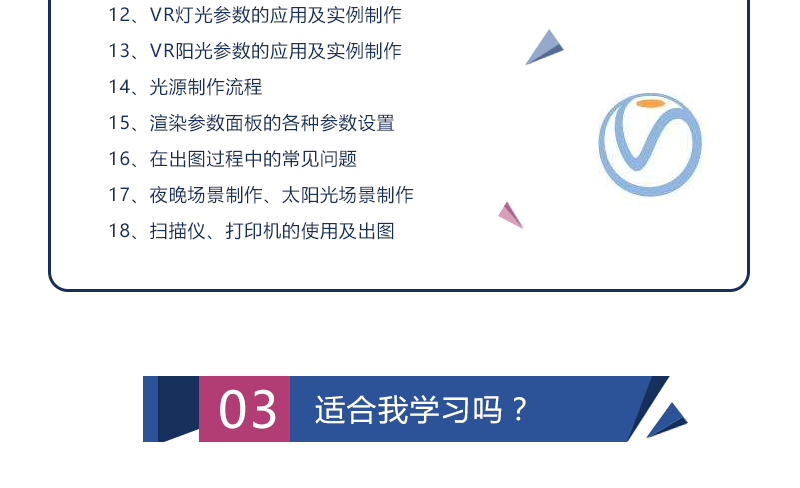 12、VR灯光参数的应用及实例制作
13、VR阳光参数的应用及实例制作
14、光源制作流程
15、渲染参数面板的各种参数设置
16、在出图过程中的常见问题
17、夜晚场景制作、太阳光场景制作
18、扫描仪、打印机的使用及出图
03 适合我学习吗？